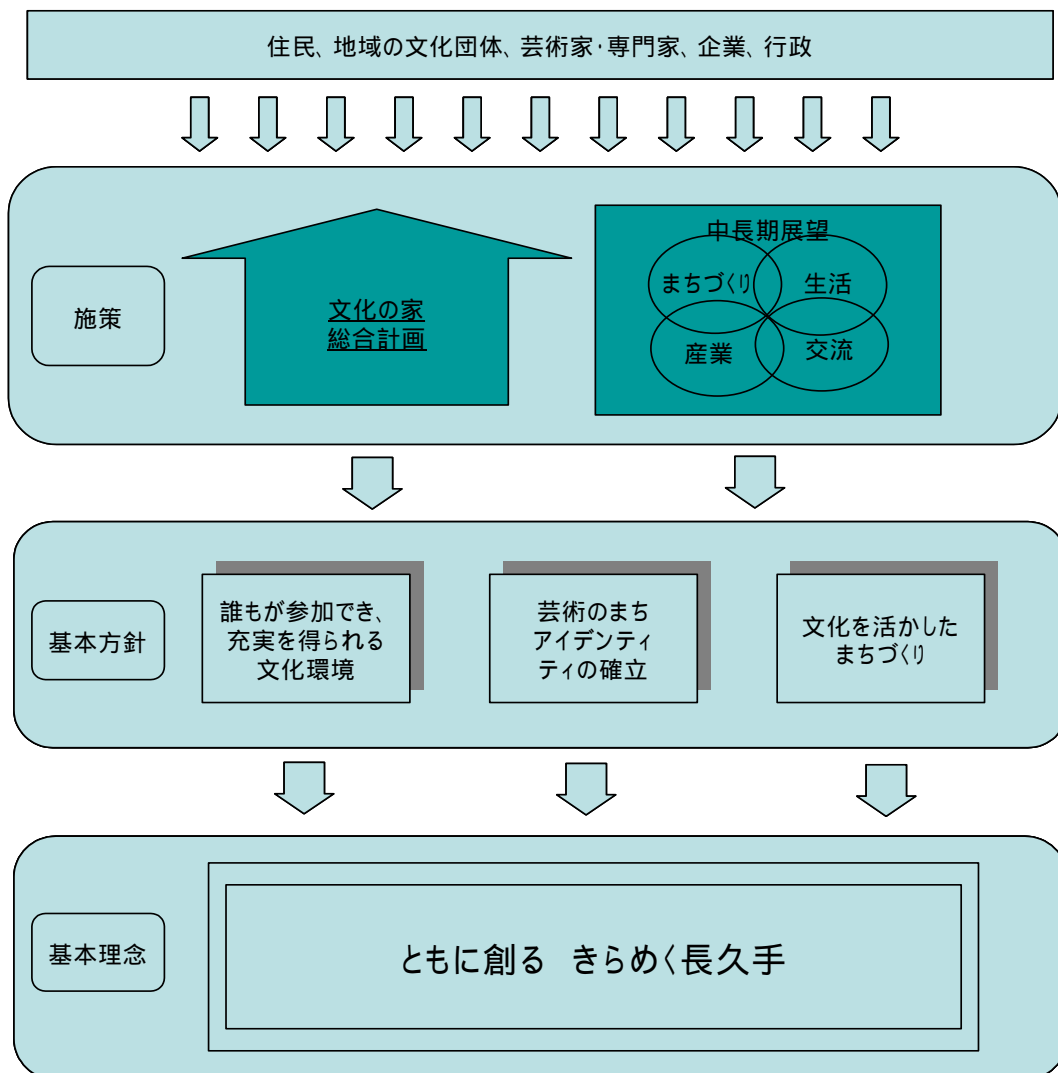 住民、地域の文化団体、芸術家・専門家、企業、行政
施策
文化の家
総合計画
中長期展望
まちづくり
生活
産業
交流
基本方針
誰もが参加でき、
充実を得られる
文化環境
芸術のまち
アイデンティ
ティの確立
文化を活かした
まちづくり
基本理念
ともに創る　きらめく長久手